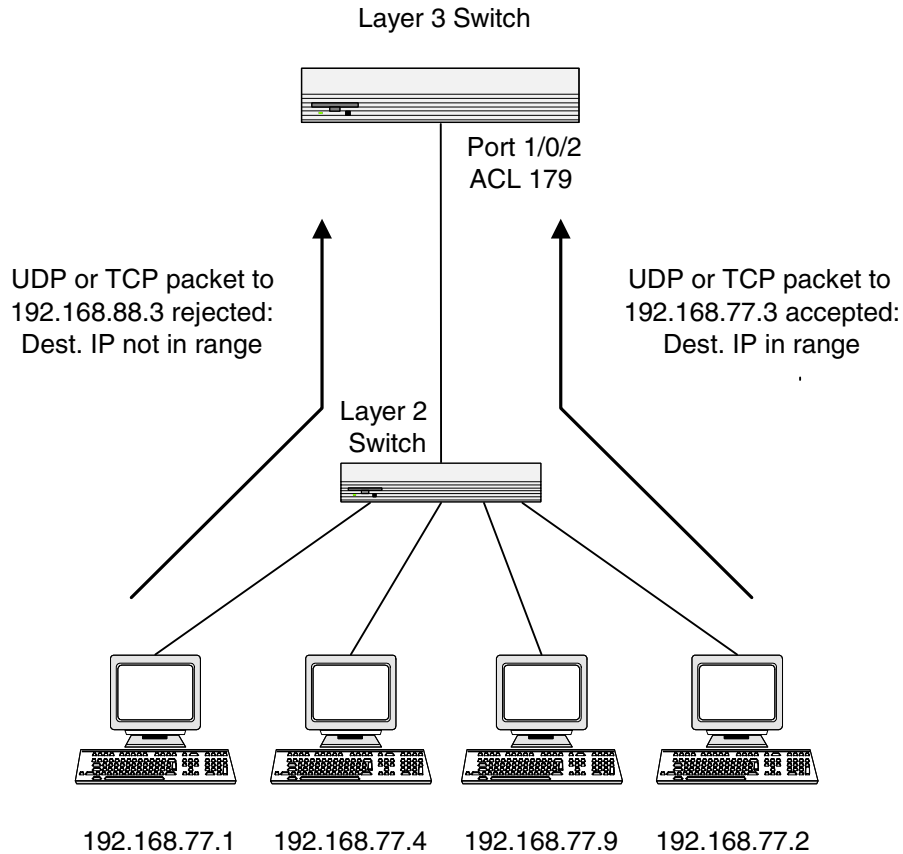 Layer 3 Switch
Port 1/0/2
ACL 179
UDP or TCP packet to
192.168.88.3 rejected:
Dest. IP not in range
UDP or TCP packet to
192.168.77.3 accepted:
Dest. IP in range
Layer 2
Switch
192.168.77.1
192.168.77.4
192.168.77.9
192.168.77.2